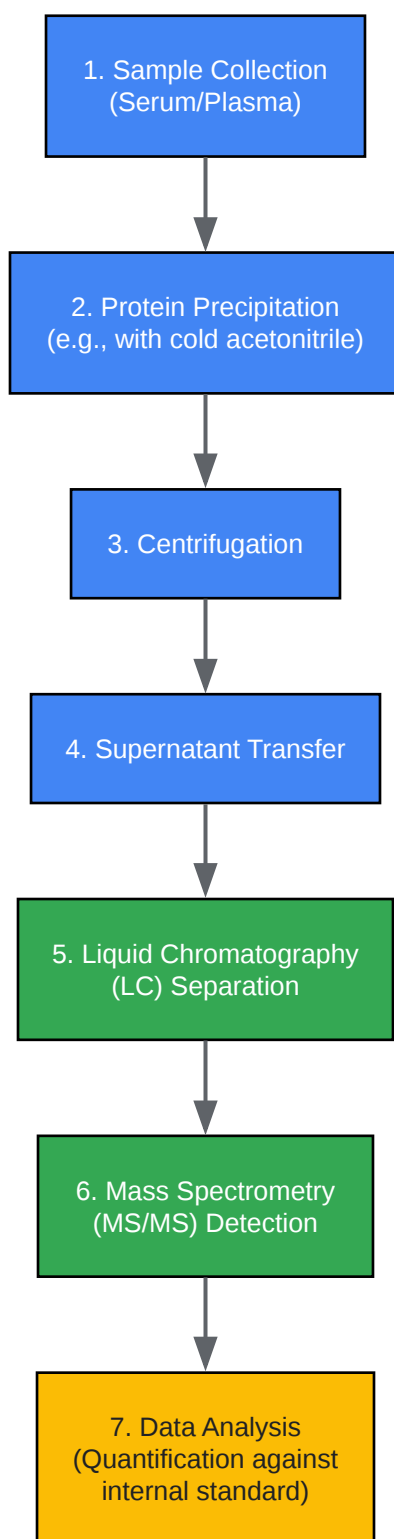 1. Sample Collection
(Serum/Plasma)
2. Protein Precipitation
(e.g., with cold acetonitrile)
3. Centrifugation
4. Supernatant Transfer
5. Liquid Chromatography
(LC) Separation
6. Mass Spectrometry
(MS/MS) Detection
7. Data Analysis
(Quantification against
internal standard)